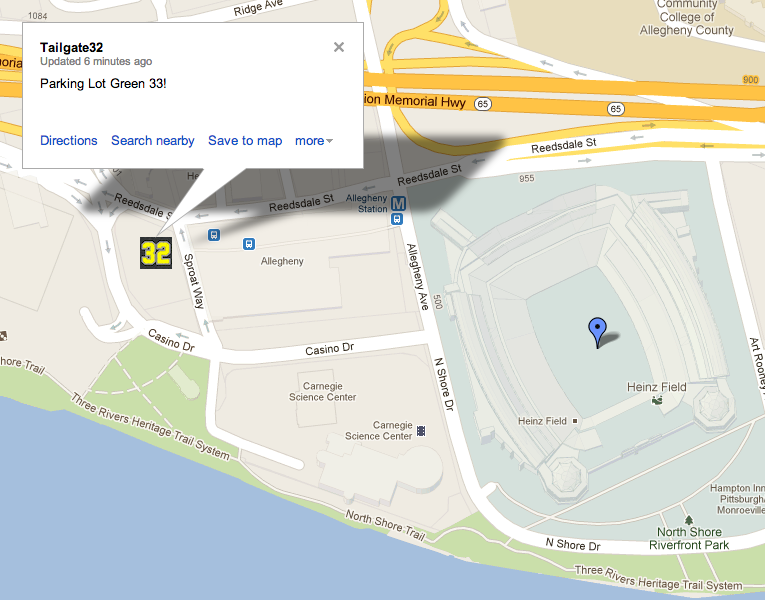 Ridge Ave
1084
Community
College of
Allegheny County
Tailgate32
Updated 6 minutes ago
Parking Lot Green 33!
Directions Search nearby Save to map more
900
ion Memorial Hwy
65
65
Reedsdale St
955
Reedsdale St
Reedsdale St
Reedsdale S
Allegheny
Station
M
32
Allegheny
Sproat Way
Allegheny Ave
500
Casino Dr
Casino Dr
N Shore Dr
Art Rooney
hore Trail
Three Rivers Heritage Trail System
Carnegie
Science Center
Carnegie
Science Center
Heinz Field
Heinz Field
Hampton Inn
Pittsburgh/
Monroeville
North Shore Trail
North Shore
Riverfront Park
N Shore Dr
Three Rivers Heritage Trail System